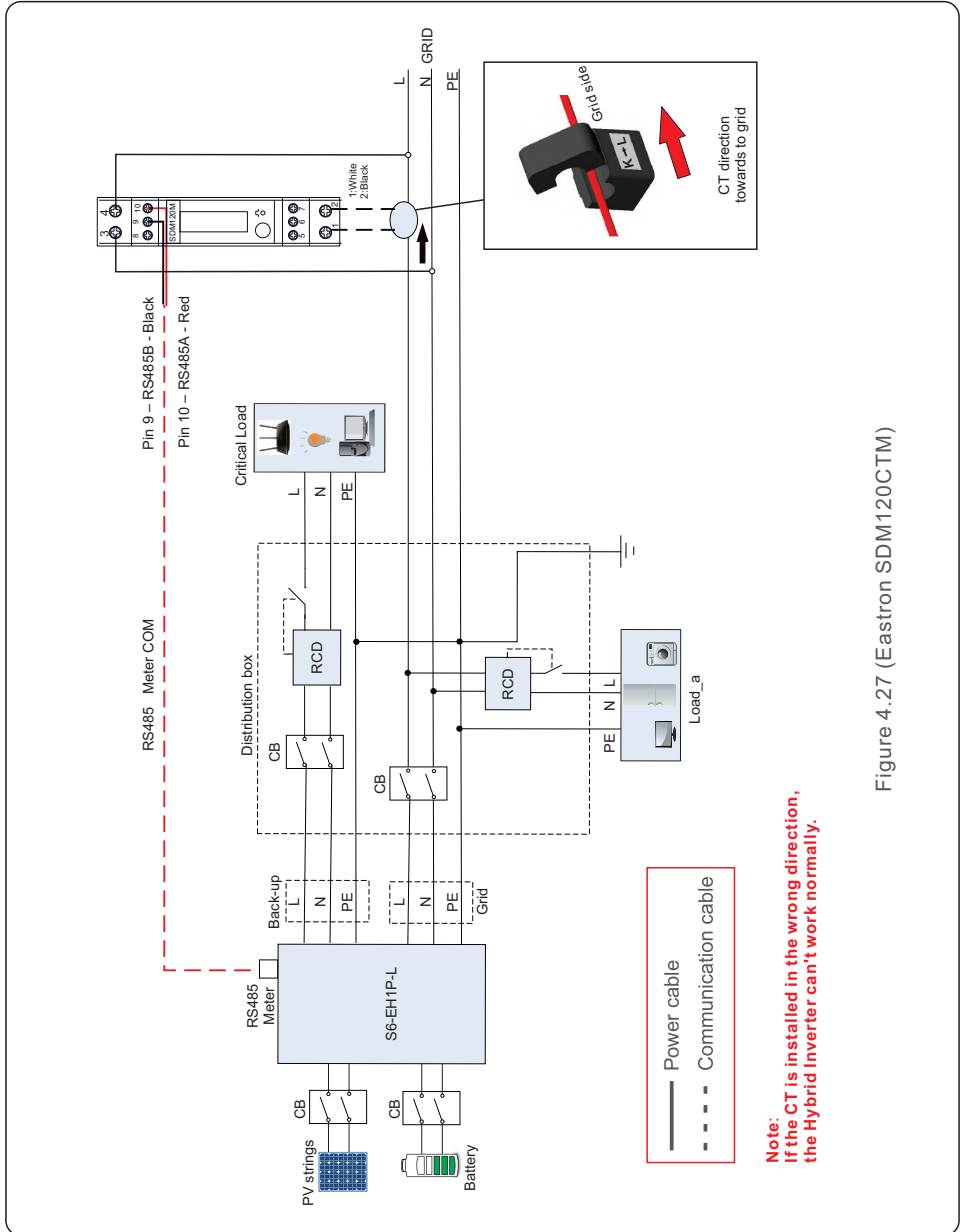 GRID
L
N
PE
Grid side
K→L
CT direction
towards to grid
3
4
8
9
10
SDM120M
5
6
7
1
2
1:White
2:Black
Pin 9 – RS485B - Black
Pin 10 – RS485A - Red
RS485 Meter COM
Critical Load
L
N
PE
Distribution box
RCD
CB
CB
RCD
PE
N
L
Load_a
Back-up
L
N
PE
L
N
PE
Grid
RS485
Meter
S6-EH1P-L
CB
PV strings
CB
Battery
Power cable
Communication cable
Note:
If the CT is installed in the wrong direction,
the Hybrid Inverter can't work normally.
Figure 4.27 (Eastron SDM120CTM)